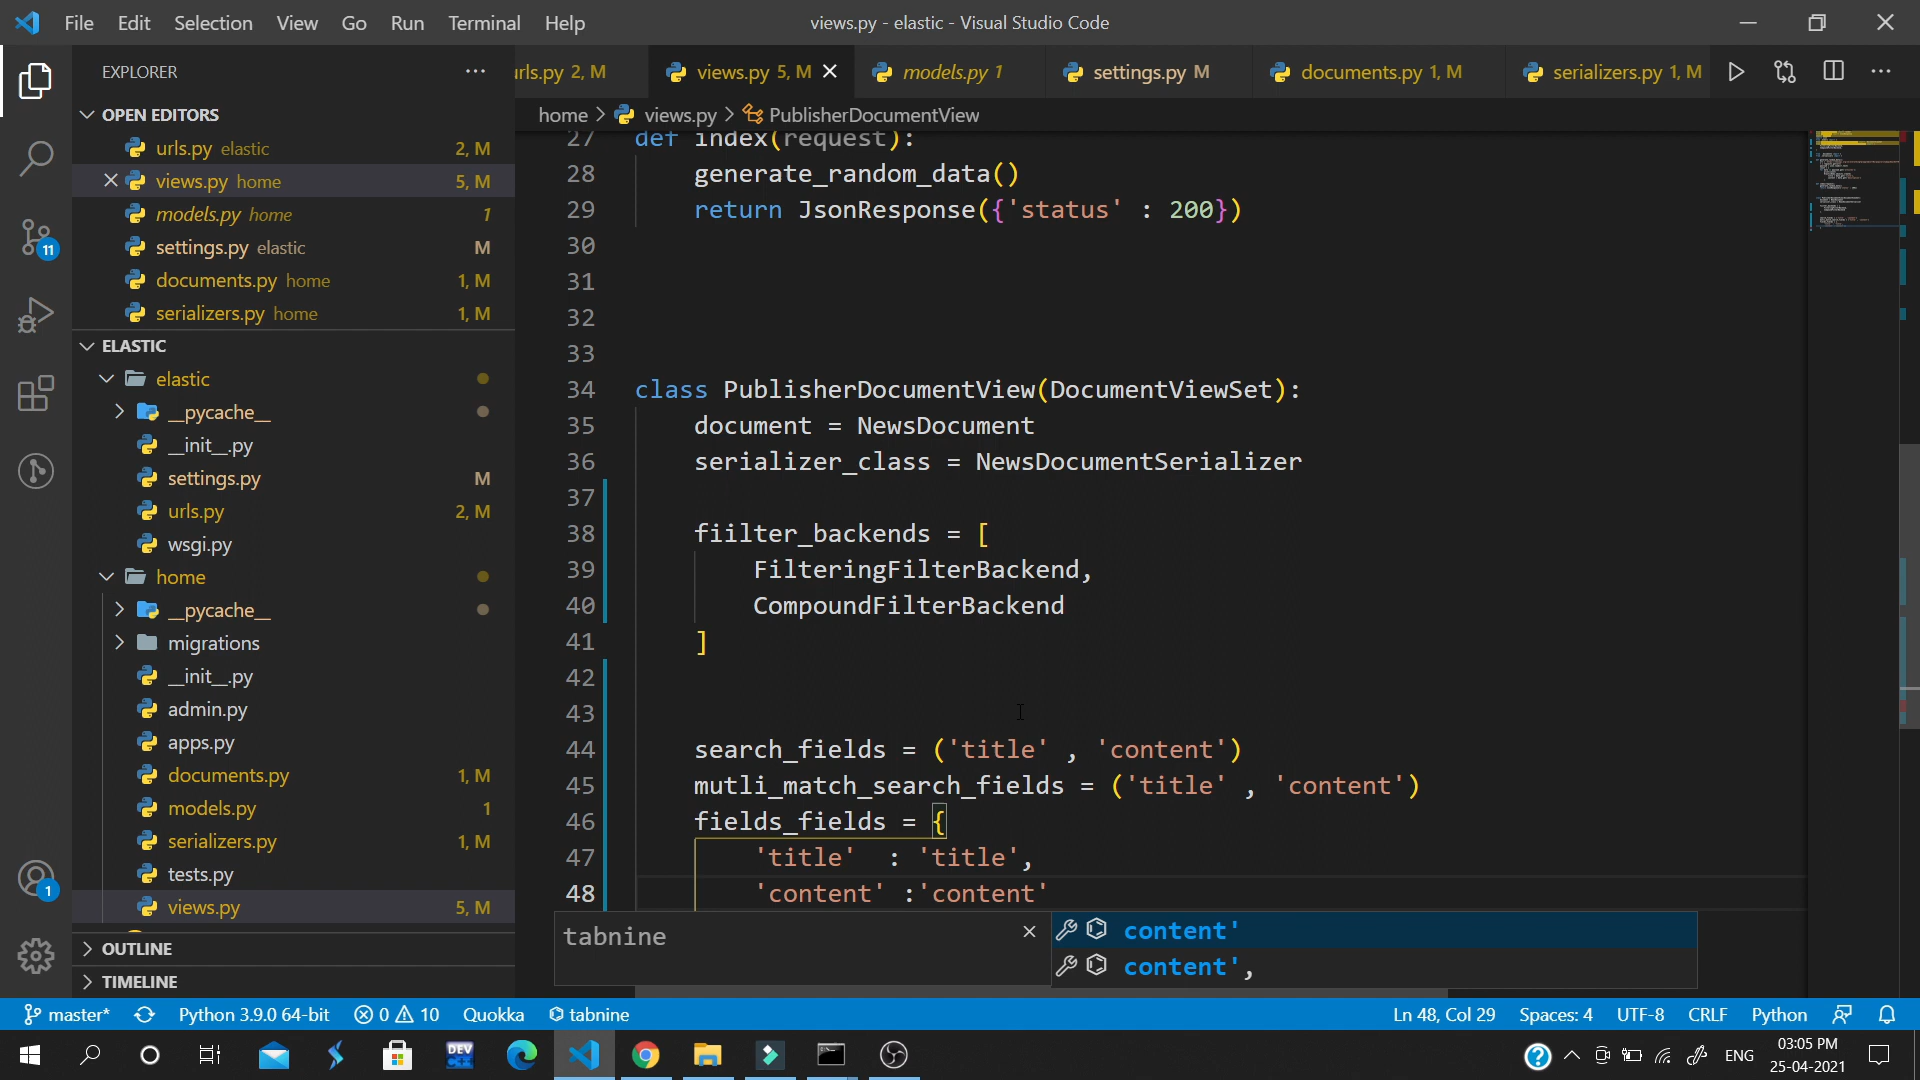 File Edit Selection View Go Run Terminal Help
views.py - elastic - Visual Studio Code
EXPLORER
rls.py 2, M
views.py 5, M
models.py 1
settings.py M
documents.py 1, M
serializers.py 1, M
home > views.py > PublisherDocumentView
OPEN EDITORS
urls.py elastic 2, M
views.py home 5, M
models.py home 1
settings.py elastic M
documents.py home 1, M
serializers.py home 1, M
ELASTIC
elastic
__pycache__
__init__.py
settings.py M
urls.py 2, M
wsgi.py
home
__pycache__
migrations
__init__.py
admin.py
apps.py
documents.py 1, M
models.py 1
serializers.py 1, M
tests.py
views.py 5, M
OUTLINE
TIMELINE
27 def index(request):
28 generate_random_data()
29 return JsonResponse({'status' : 200})
30
31
32
33
34 class PublisherDocumentView(DocumentViewSet):
35 document = NewsDocument
36 serializer_class = NewsDocumentSerializer
37
38 fiilter_backends = [
39 FilteringFilterBackend,
40 CompoundFilterBackend
41 ]
42
43
44 search_fields = ('title' , 'content')
45 mutli_match_search_fields = ('title' , 'content')
46 fields_fields = {
47 'title' : 'title',
48 'content' :'content'
tabnine
content'
content',
11
1
master* Python 3.9.0 64-bit 0 10 Quokka tabnine
Ln 48, Col 29 Spaces: 4 UTF-8 CRLF Python
DEV C++
ENG
03:05 PM
25-04-2021